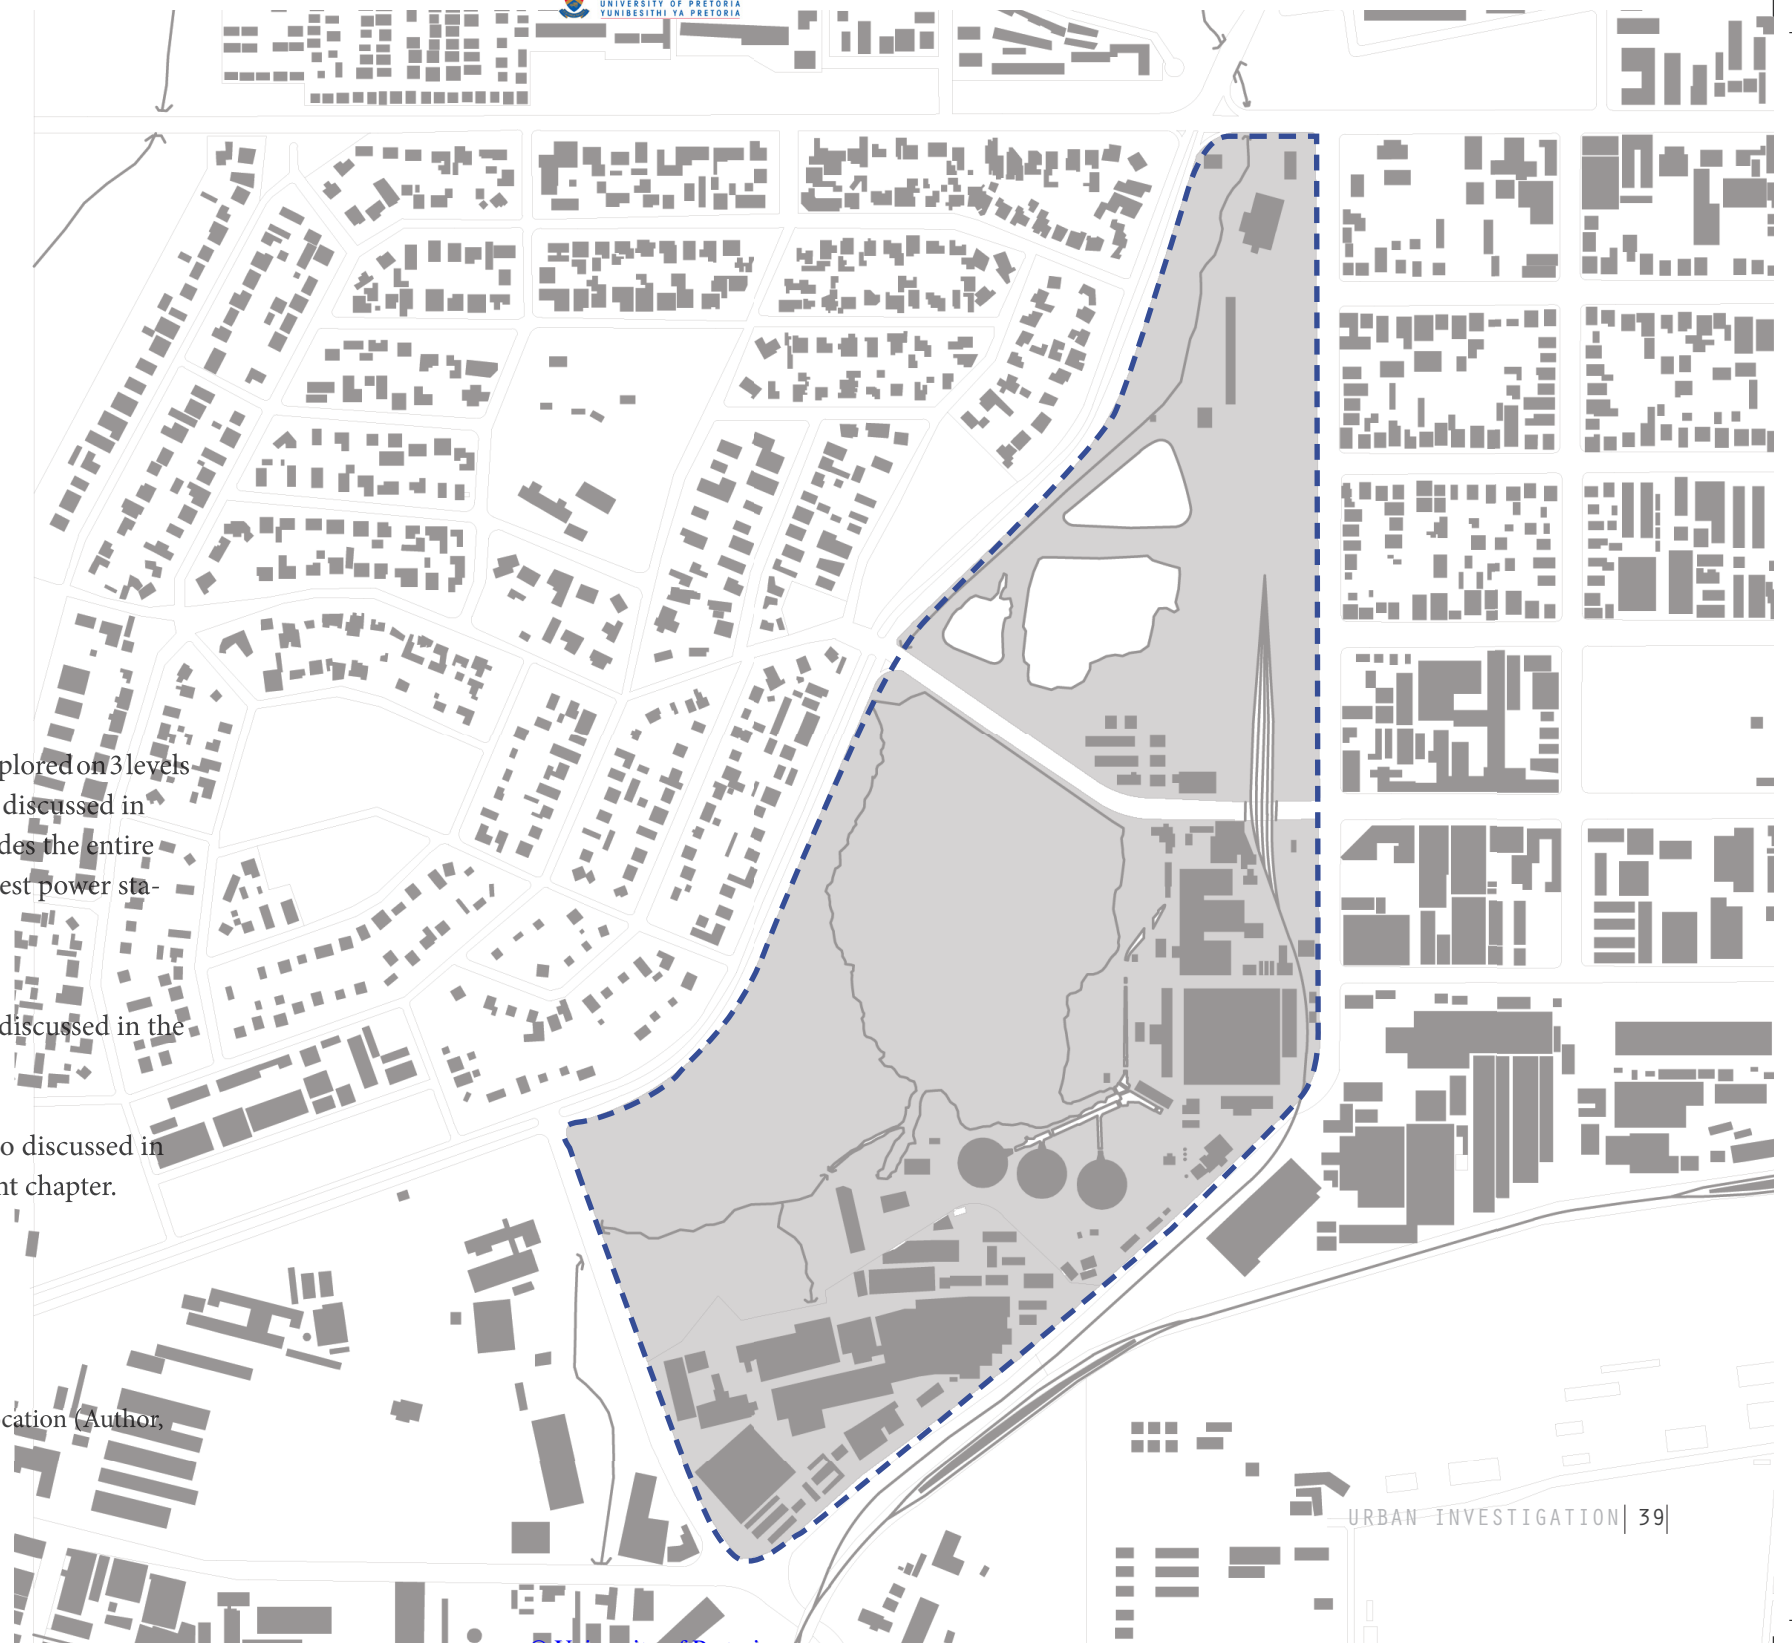 UNIVERSITY OF PRETORIA
YUNIBESITHI YA PRETORIA
plored on 3 levels
discussed in
des the entire
est power sta-
discussed in the
o discussed in
nt chapter.
cation (Author,
URBAN INVESTIGATION| 39|